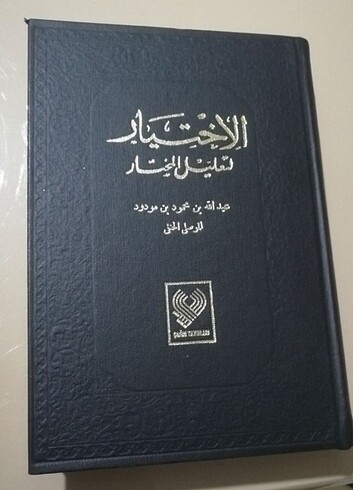 الاختيار
لتعليل المختار
عبد الله بن محمود بن مودود
الموصلي الحنفي